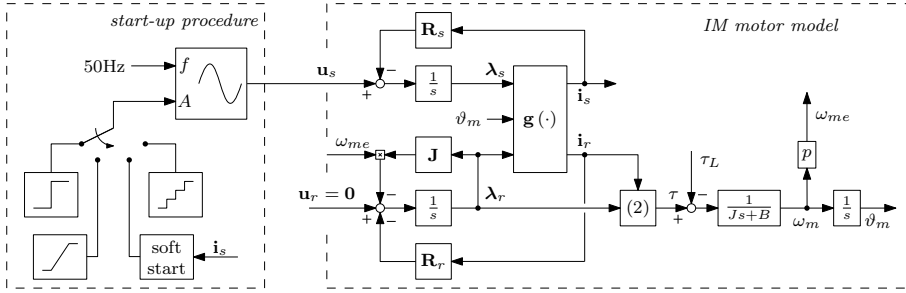 start-up procedure
50Hz
f
A
soft
start
i_s
IM motor model
u_s
−
+
R_s
1/s
λ_s
ϑ_m
g(·)
i_s
i_r
ω_me
×
J
u_r = 0
−
+
−
1/s
λ_r
R_r
(2)
τ
+
−
τ_L
1/(Js+B)
ω_m
p
ω_me
1/s
ϑ_m